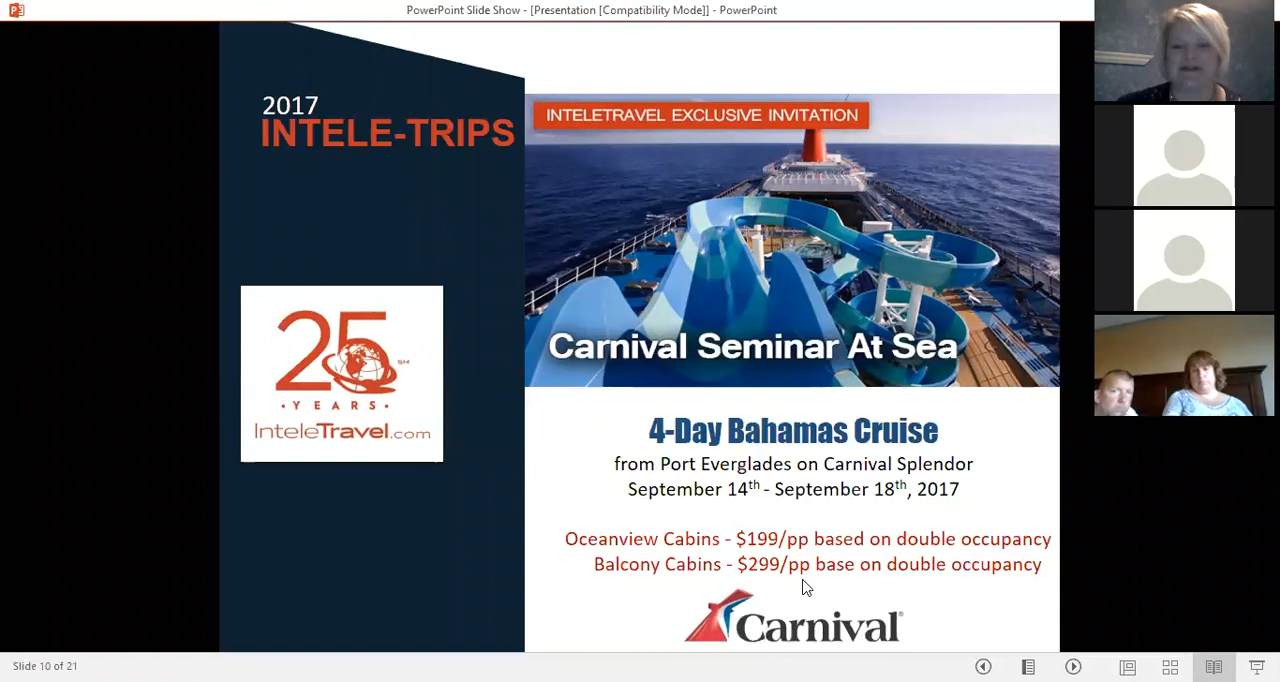 PowerPoint Slide Show - [Presentation [Compatibility Mode]] - PowerPoint
2017
INTELE-TRIPS
INTELETRAVEL EXCLUSIVE INVITATION
Carnival Seminar At Sea
25
SM
·YEARS·
InteleTravel.com
4-Day Bahamas Cruise
from Port Everglades on Carnival Splendor
September 14th - September 18th, 2017
Oceanview Cabins - $199/pp based on double occupancy
Balcony Cabins - $299/pp base on double occupancy
Carnival®
Slide 10 of 21